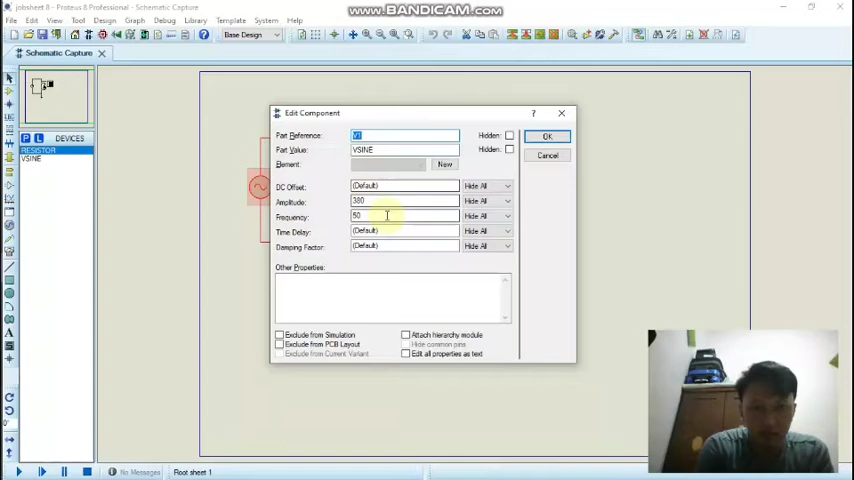 jobsheet 8 - Proteus 8 Professional - Schematic Capture
www.BANDICAM.com
File Edit View Tool Design Graph Debug Library Template System Help
Base Design
Schematic Capture
P L DEVICES
RESISTOR
VSINE
Edit Component
? 
Part Reference: V1 Hidden:
Part Value: VSINE Hidden:
Element: New
DC Offset: (Default) Hide All
Amplitude: 380 Hide All
Frequency: 50 Hide All
Time Delay: (Default) Hide All
Damping Factor: (Default) Hide All
Other Properties:
Exclude from Simulation
Exclude from PCB Layout
Exclude from Current Variant
Attach hierarchy module
Hide common pins
Edit all properties as text
OK
Cancel
No Messages
Root sheet 1